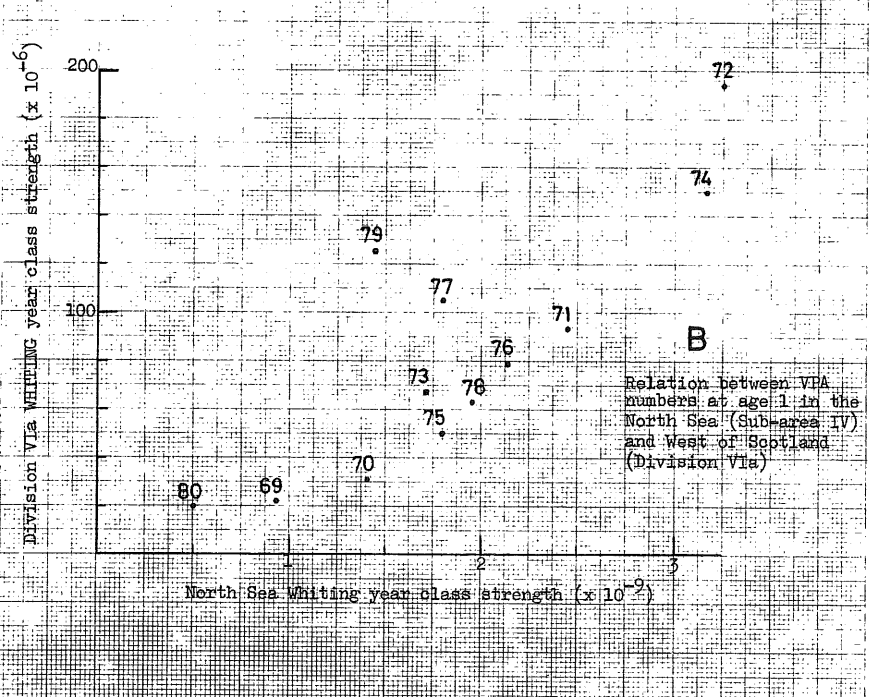 Division VIa WHITING year class strength (x 10⁻⁶)
200
72
74
79
77
100
71
B
76
73
78
75
Relation between VPA
numbers at age 1 in the
North Sea (Sub-area IV)
and West of Scotland
(Division VIa)
70
80
69
1
2
3
North Sea Whiting year class strength (x 10⁻⁹)